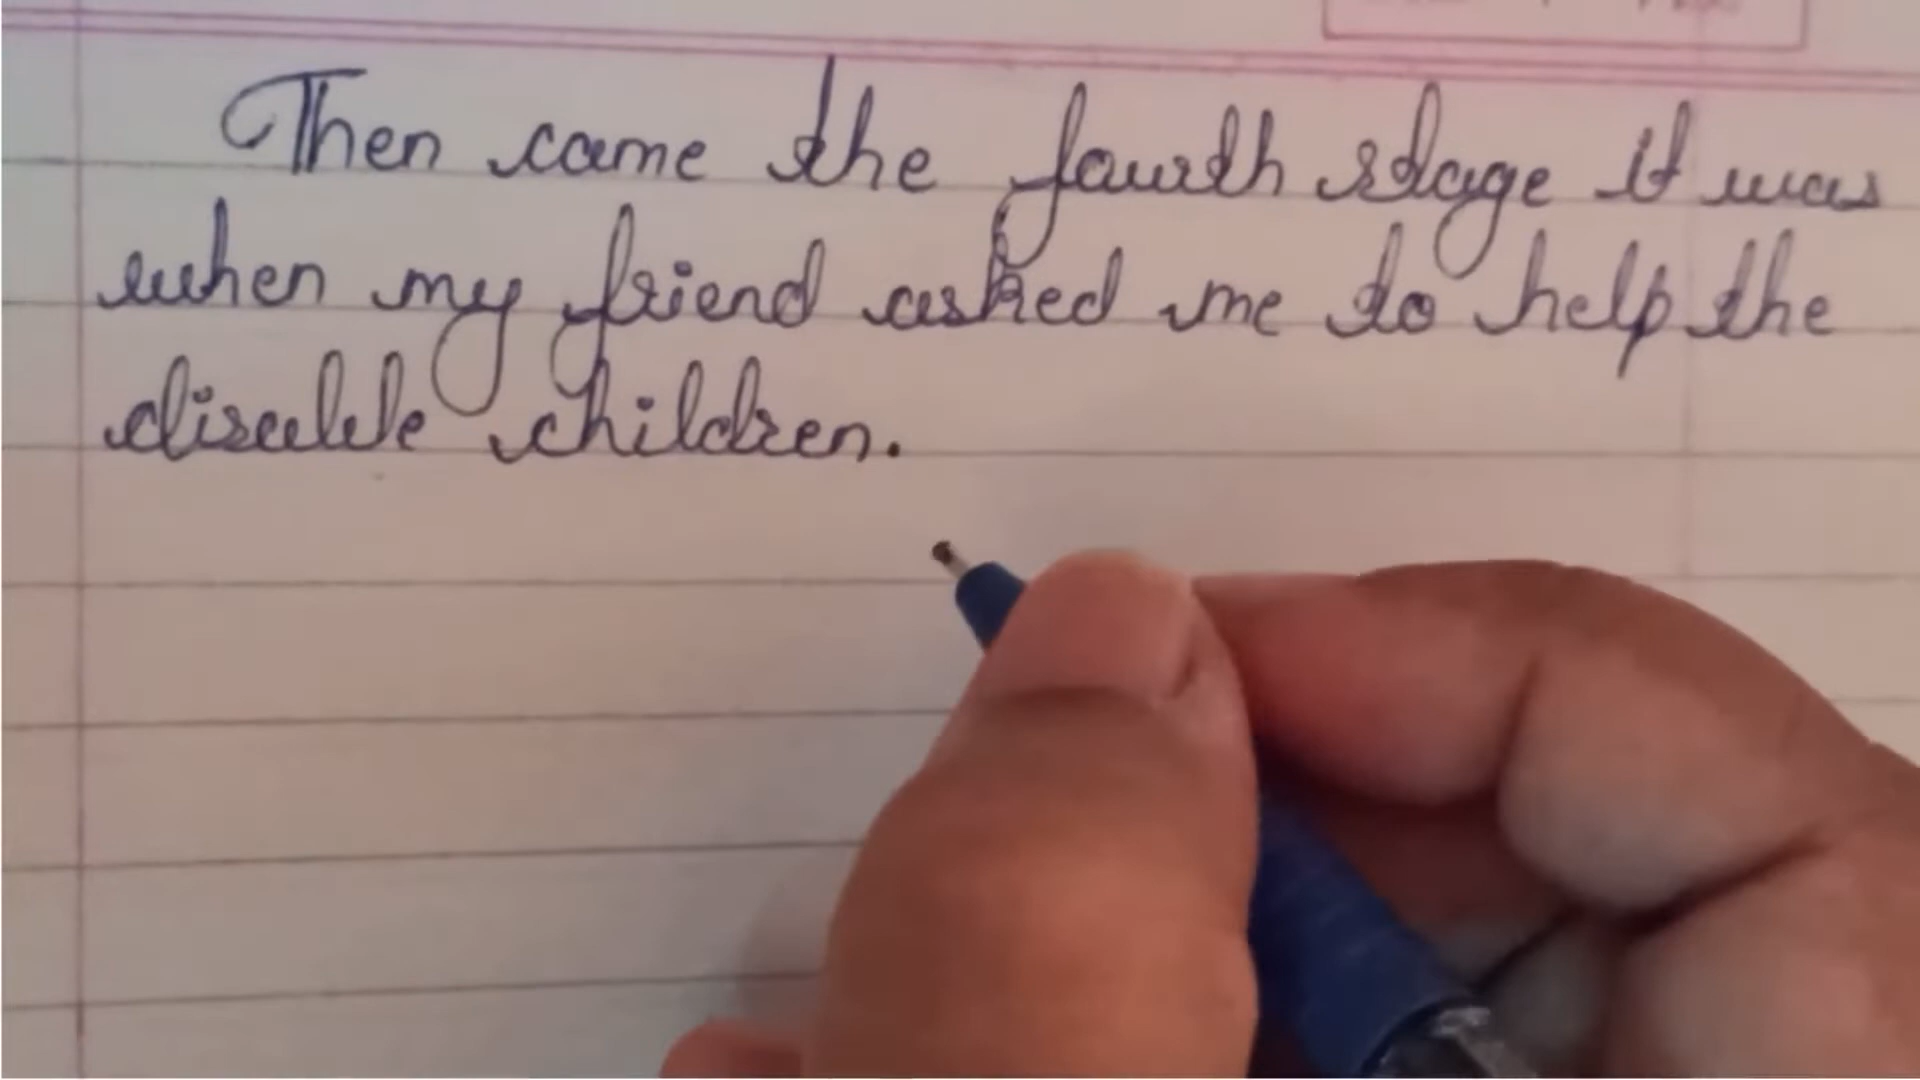 Then came the fourth stage it was
when my friend asked me to help the
disable children.